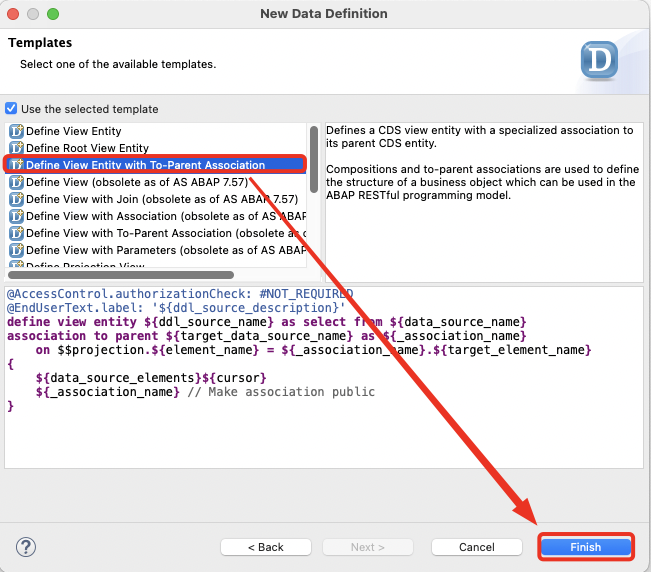 New Data Definition
Templates
Select one of the available templates.
D
Use the selected template
Define View Entity
Define Root View Entity
Define View Entity with To-Parent Association
Define View (obsolete as of AS ABAP 7.57)
Define View with Join (obsolete as of AS ABAP 7.57)
Define View with Association (obsolete as of AS ABAP
Define View with To-Parent Association (obsolete as o
Define View with Parameters (obsolete as of AS ABAP
Define Projection View
Defines a CDS view entity with a specialized association to
its parent CDS entity.
Compositions and to-parent associations are used to define
the structure of a business object which can be used in the
ABAP RESTful programming model.
@AccessControl.authorizationCheck: #NOT_REQUIRED
@EndUserText.label: '${ddl_source_description}'
define view entity ${ddl_source_name} as select from ${data_source_name}
association to parent ${target_data_source_name} as ${_association_name}
    on $$projection.${element_name} = ${_association_name}.${target_element_name}
{
    ${data_source_elements}${cursor}
    ${_association_name} // Make association public
}
?
< Back
Next >
Cancel
Finish